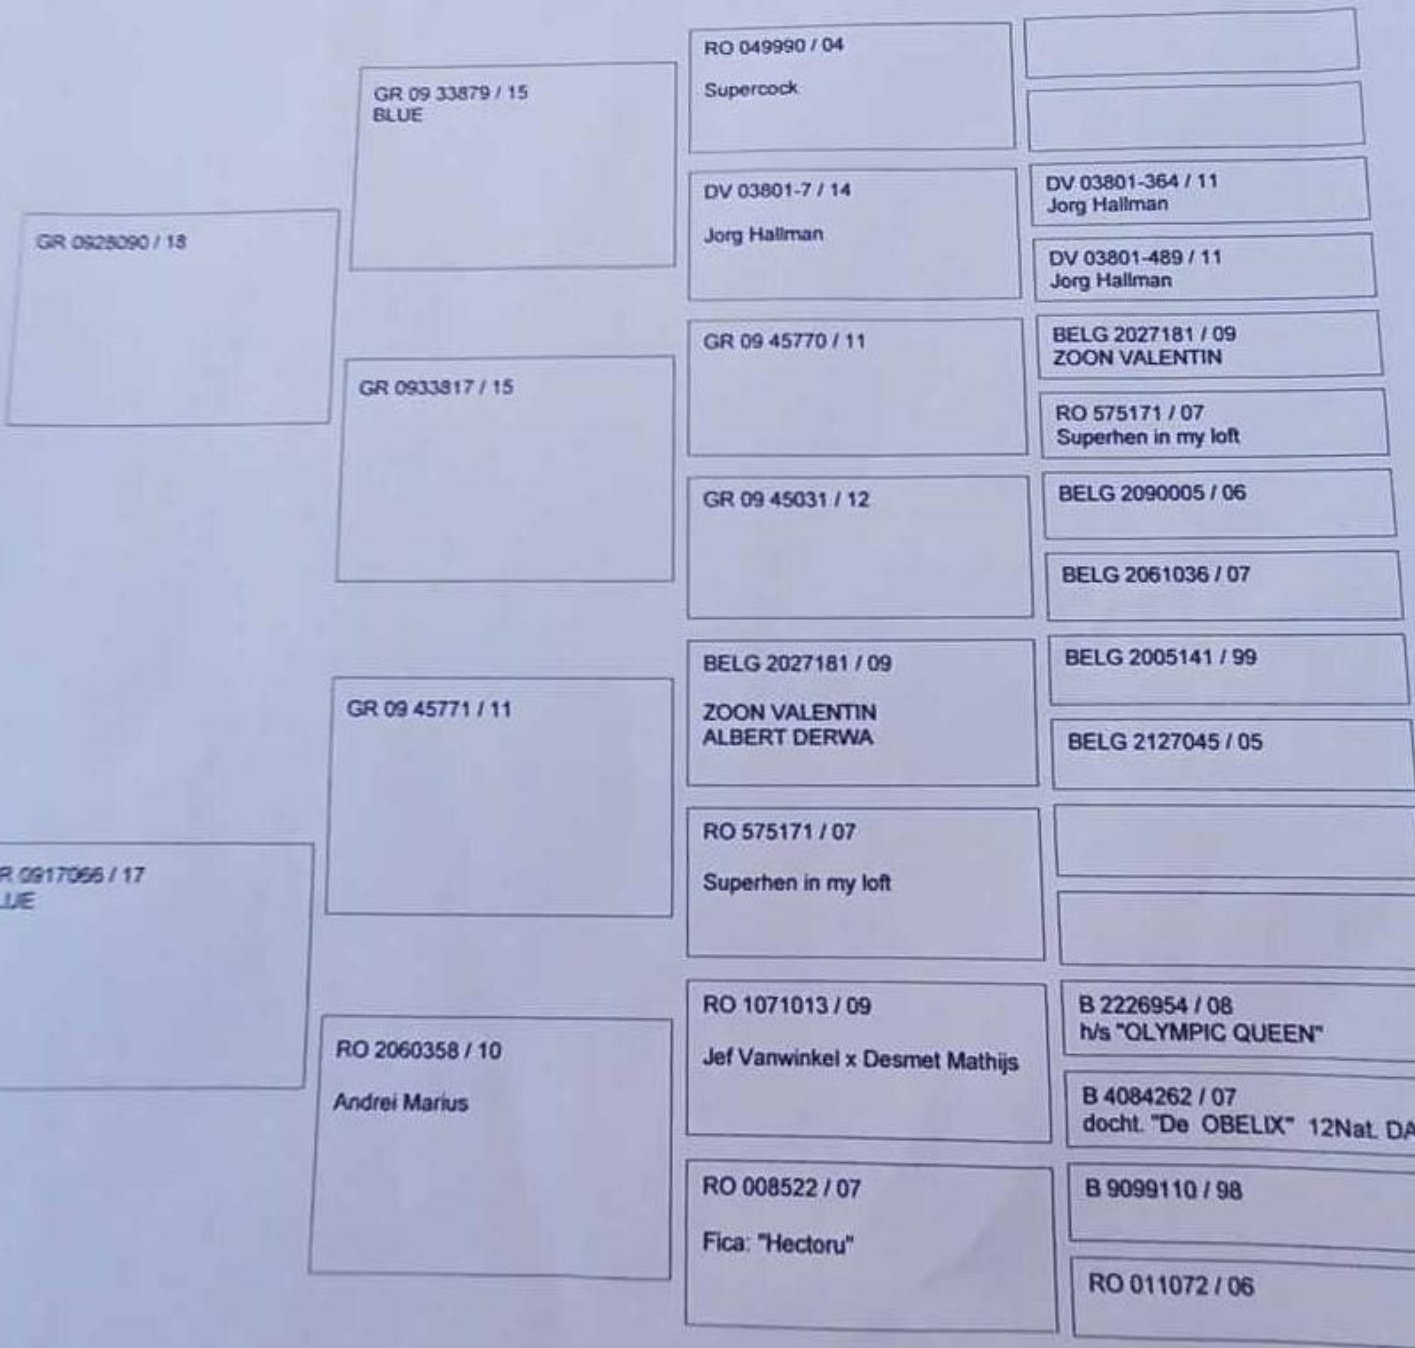 GR 0928090 / 18
R 0917066 / 17
LUE
GR 09 33879 / 15
BLUE
GR 0933817 / 15
GR 09 45771 / 11
RO 2060358 / 10
Andrei Marius
RO 049990 / 04
Supercock
DV 03801-7 / 14
Jorg Hallman
GR 09 45770 / 11
GR 09 45031 / 12
BELG 2027181 / 09
ZOON VALENTIN
ALBERT DERWA
RO 575171 / 07
Superhen in my loft
RO 1071013 / 09
Jef Vanwinkel x Desmet Mathijs
RO 008522 / 07
Fica: "Hectoru"
DV 03801-364 / 11
Jorg Hallman
DV 03801-489 / 11
Jorg Hallman
BELG 2027181 / 09
ZOON VALENTIN
RO 575171 / 07
Superhen in my loft
BELG 2090005 / 06
BELG 2061036 / 07
BELG 2005141 / 99
BELG 2127045 / 05
B 2226954 / 08
h/s "OLYMPIC QUEEN"
B 4084262 / 07
docht. "De OBELIX" 12Nat. DA
B 9099110 / 98
RO 011072 / 06